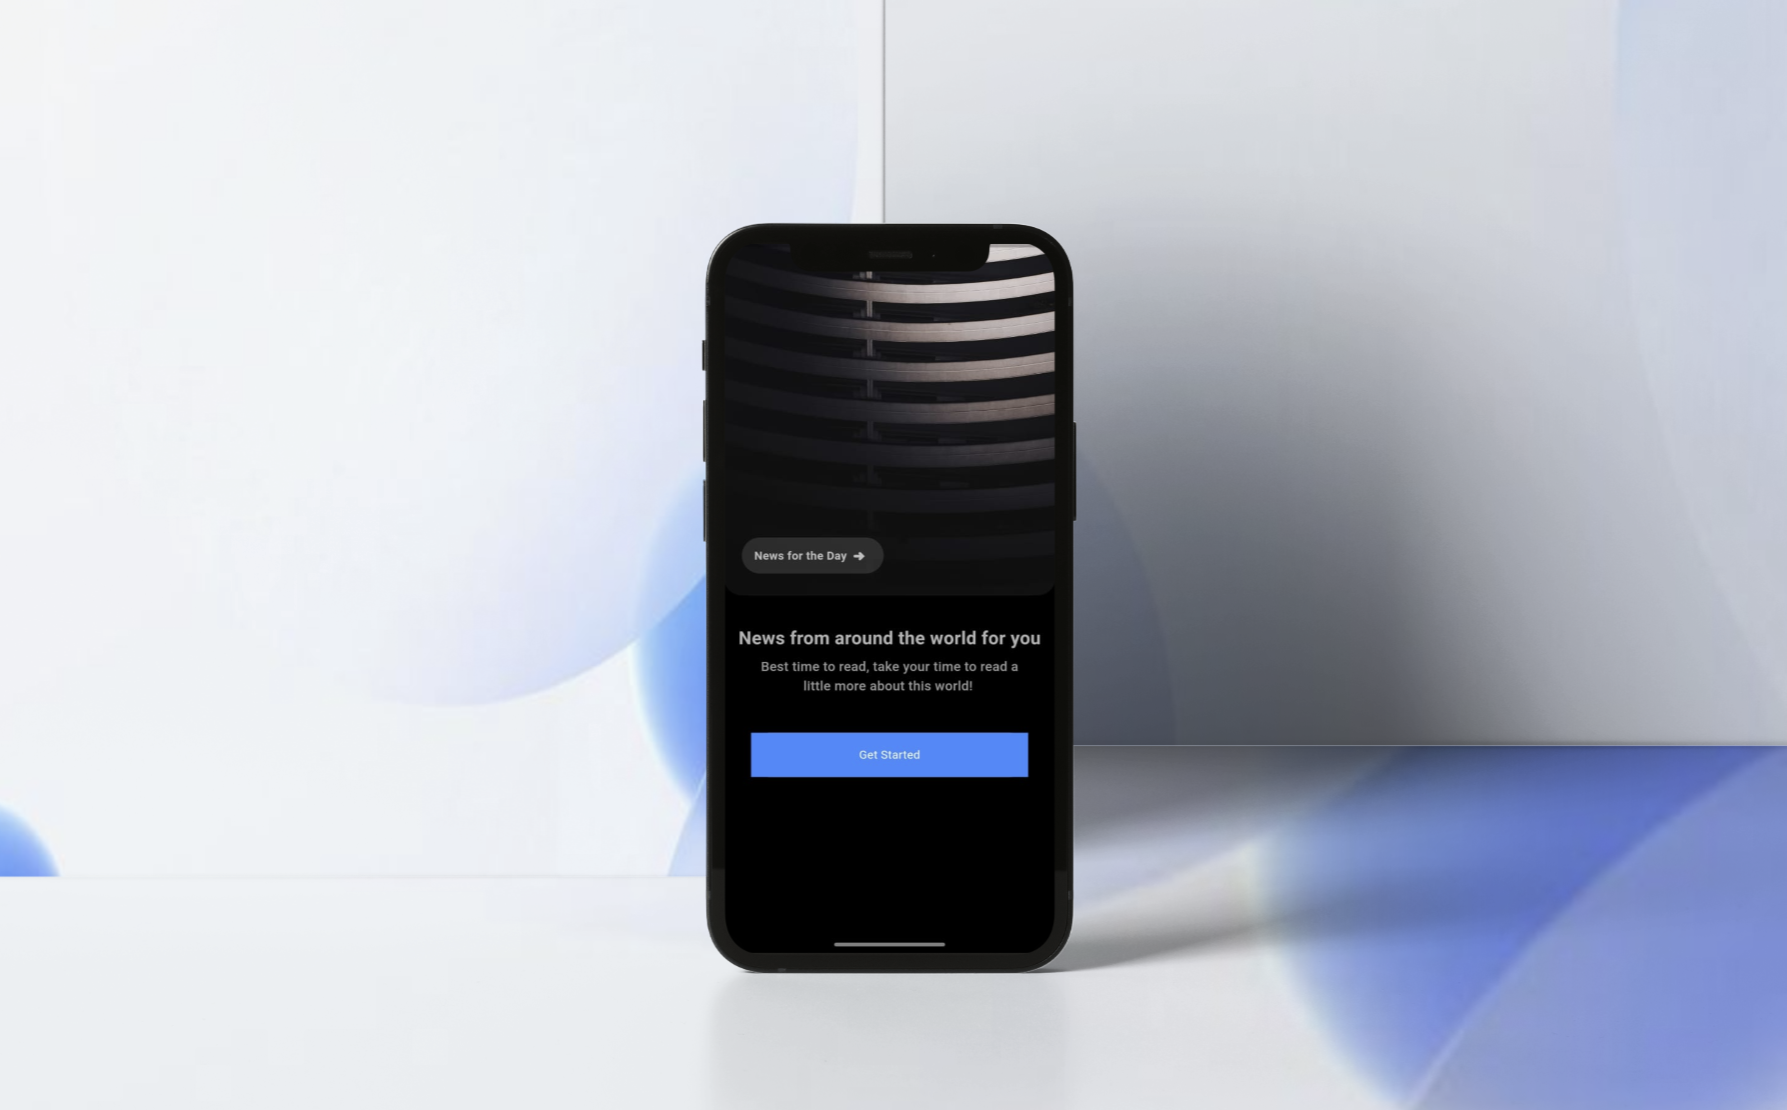 News for the Day ➔
News from around the world for you
Best time to read, take your time to read a
little more about this world!
Get Started